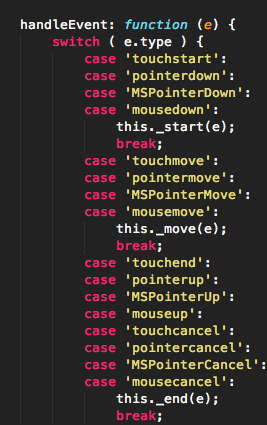 handleEvent: function (e) {
switch ( e.type ) {
case 'touchstart':
case 'pointerdown':
case 'MSPointerDown':
case 'mousedown':
this._start(e);
break;
case 'touchmove':
case 'pointermove':
case 'MSPointerMove':
case 'mousemove':
this._move(e);
break;
case 'touchend':
case 'pointerup':
case 'MSPointerUp':
case 'mouseup':
case 'touchcancel':
case 'pointercancel':
case 'MSPointerCancel':
case 'mousecancel':
this._end(e);
break;